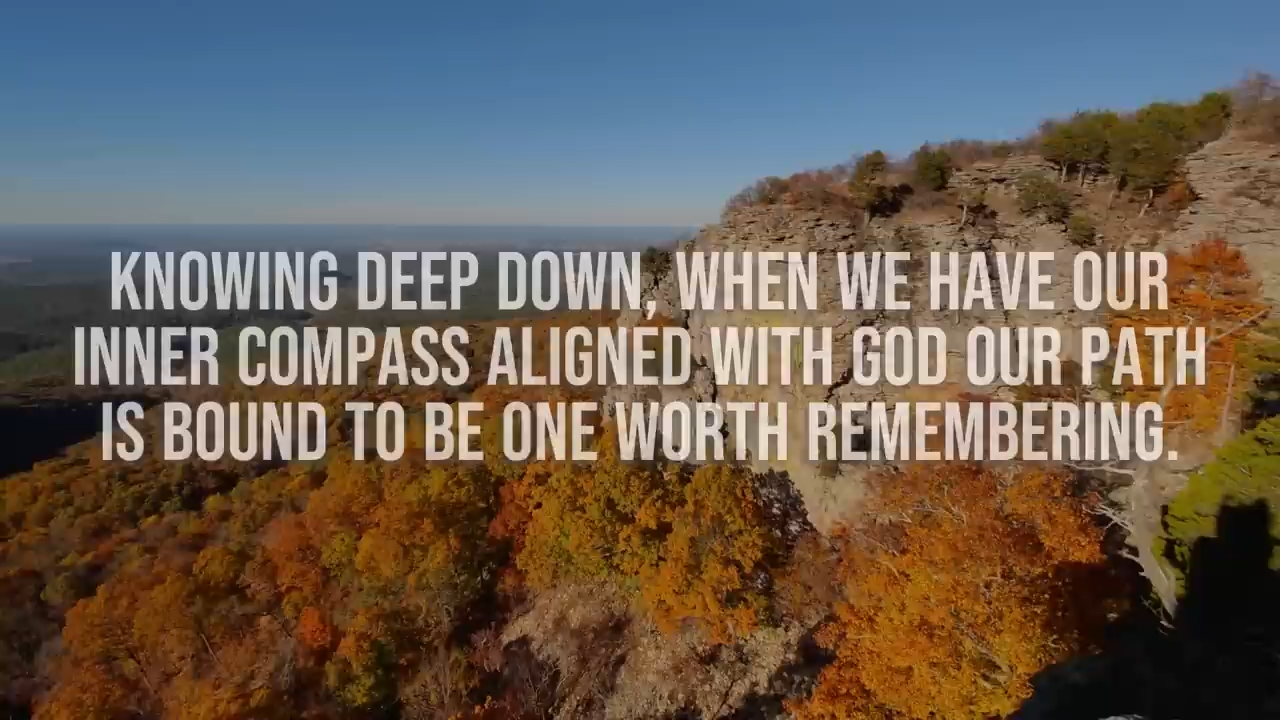 KNOWING DEEP DOWN, WHEN WE HAVE OUR
INNER COMPASS ALIGNED WITH GOD OUR PATH
IS BOUND TO BE ONE WORTH REMEMBERING.